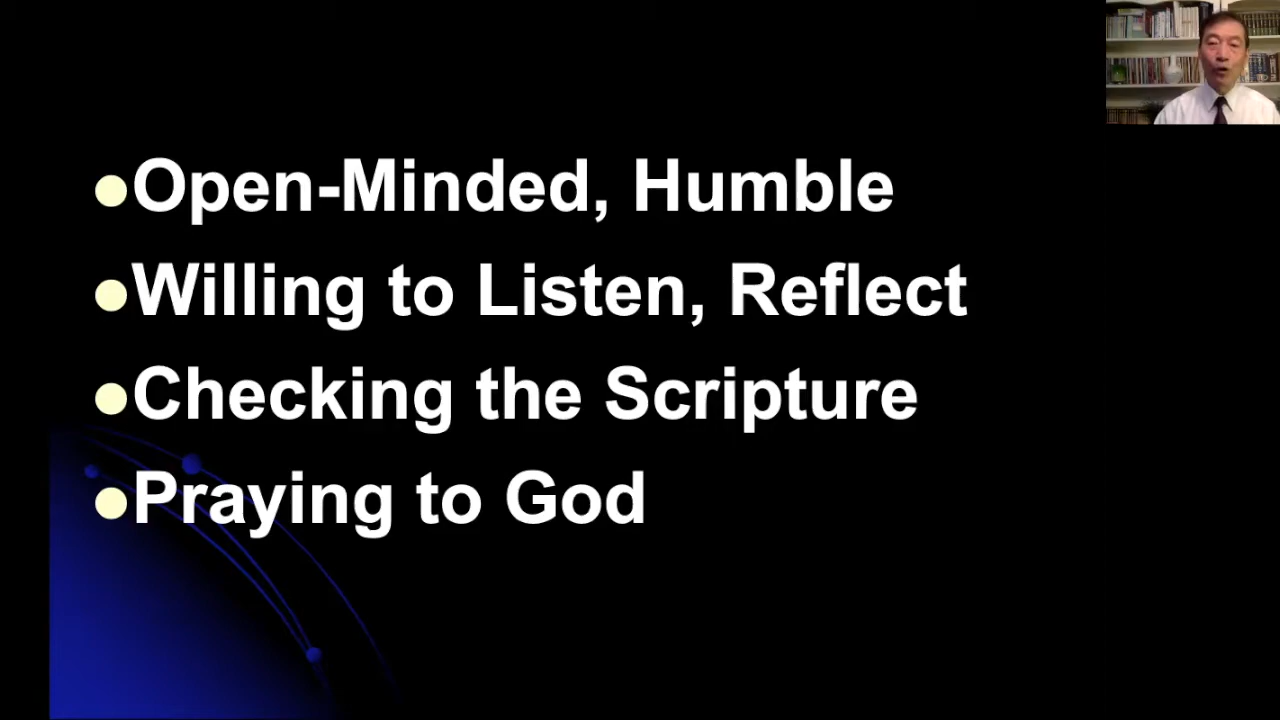 Open-Minded, Humble
Willing to Listen, Reflect
Checking the Scripture
Praying to God